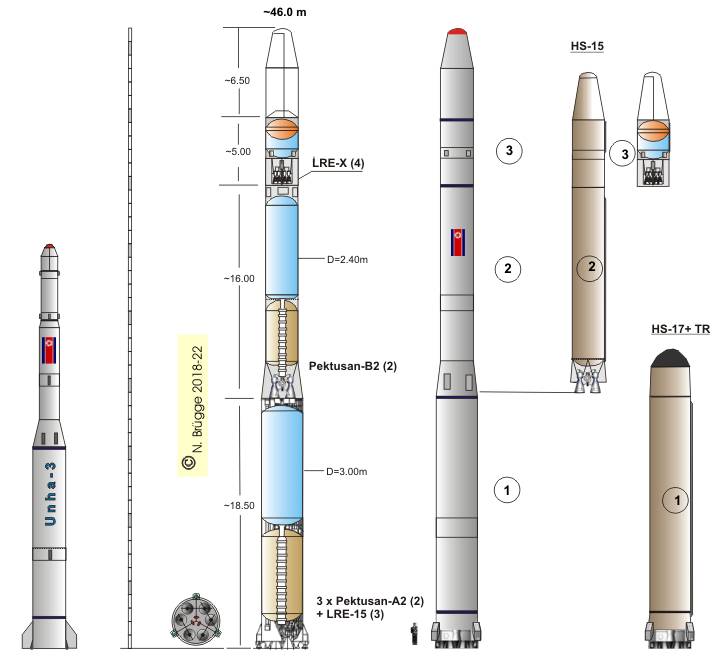 ~46.0 m
HS-15
~6.50
~5.00
LRE-X (4)
3
3
D=2.40m
2
2
~16.00
HS-17+ TR
© N. Brügge 2018-22
Pektusan-B2 (2)
Unha-3
D=3.00m
1
1
~18.50
3 x Pektusan-A2 (2)
+ LRE-15 (3)